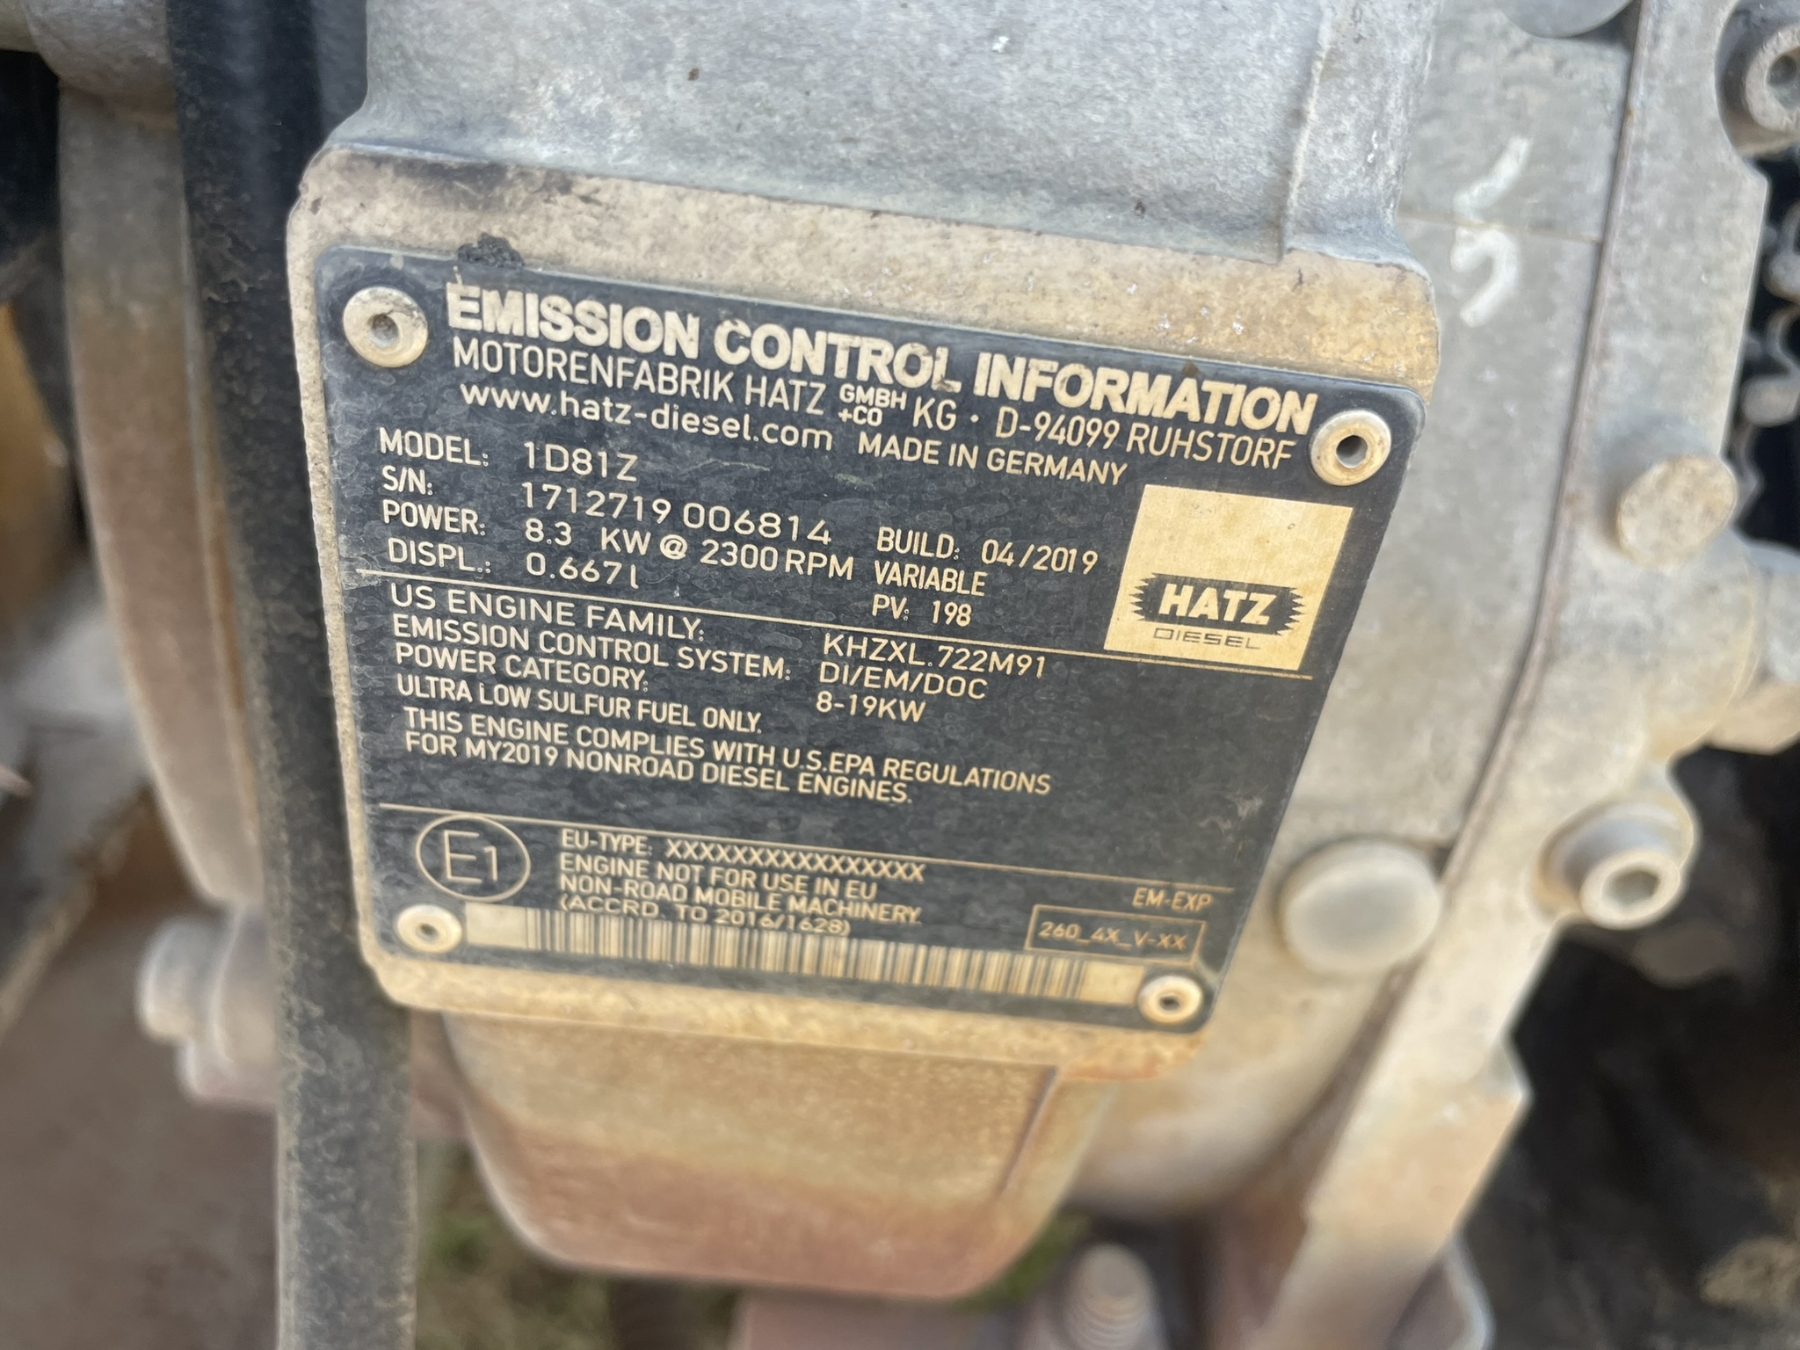 EMISSION CONTROL INFORMATION
MOTORENFABRIK HATZ GMBH +CO KG · D-94099 RUHSTORF
www.hatz-diesel.com MADE IN GERMANY
MODEL: 1D81Z
S/N: 1712719 006814 BUILD: 04/2019
POWER: 8.3 KW @ 2300 RPM VARIABLE
DISPL.: 0.667l PV: 198
HATZ
DIESEL
US ENGINE FAMILY: KHZXL.722M91
EMISSION CONTROL SYSTEM: DI/EM/DOC
POWER CATEGORY: 8-19KW
ULTRA LOW SULFUR FUEL ONLY.
THIS ENGINE COMPLIES WITH U.S.EPA REGULATIONS
FOR MY2019 NONROAD DIESEL ENGINES.
E1
EU-TYPE: XXXXXXXXXXXXXXXXXXX
ENGINE NOT FOR USE IN EU
NON-ROAD MOBILE MACHINERY.
(ACCRD. TO 2016/1628)
EM-EXP
260_4X_V-XX